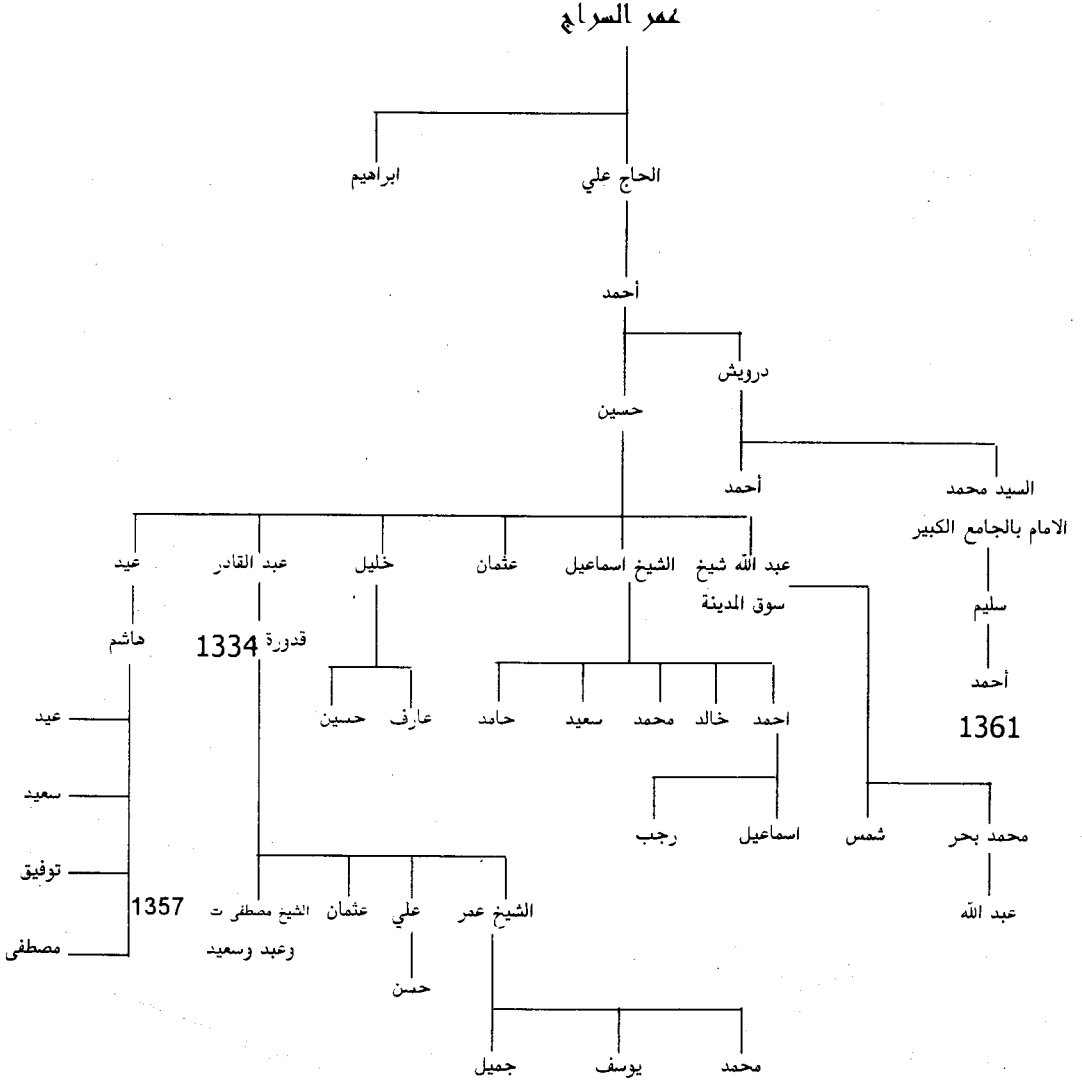 عمر السراج
الحاج علي ابراهيم
أحمد
درويش
حسين
السيد محمد أحمد
الامام بالجامع الكبير
عبد الله شيخ الشيخ اسماعيل عثمان خليل عبد القادر عيد
سوق المدينة
سليم
قدورة 1334 هاشم
أحمد
1361
احمد خالد محمد سعيد حامد عارف حسين عيد
سعيد
محمد بحر شمس اسماعيل رجب
توفيق
عبد الله الشيخ عمر علي عثمان الشيخ مصطفى ت 1357
وعبد وسعيد مصطفى
حسن
محمد يوسف جميل